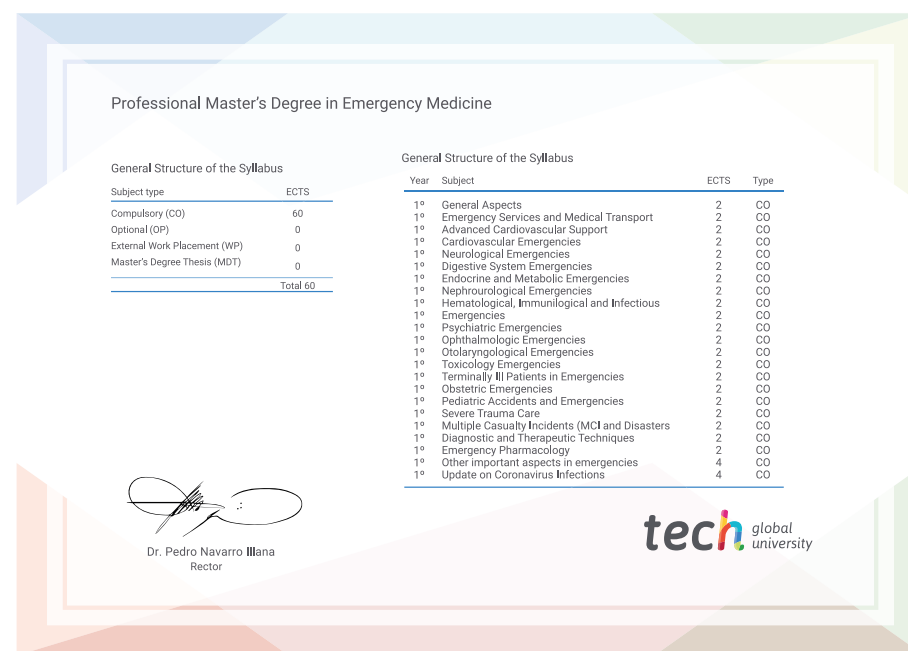 Professional Master's Degree in Emergency Medicine
General Structure of the Syllabus
Subject type ECTS
Compulsory (CO) 60
Optional (OP) 0
External Work Placement (WP) 0
Master's Degree Thesis (MDT) 0
Total 60
General Structure of the Syllabus
Year Subject ECTS Type
1º General Aspects 2 CO
1º Emergency Services and Medical Transport 2 CO
1º Advanced Cardiovascular Support 2 CO
1º Cardiovascular Emergencies 2 CO
1º Neurological Emergencies 2 CO
1º Digestive System Emergencies 2 CO
1º Endocrine and Metabolic Emergencies 2 CO
1º Nephrourological Emergencies 2 CO
1º Hematological, Immunilogical and Infectious 2 CO
1º Emergencies 2 CO
1º Psychiatric Emergencies 2 CO
1º Ophthalmologic Emergencies 2 CO
1º Otolaryngological Emergencies 2 CO
1º Toxicology Emergencies 2 CO
1º Terminally Ill Patients in Emergencies 2 CO
1º Obstetric Emergencies 2 CO
1º Pediatric Accidents and Emergencies 2 CO
1º Severe Trauma Care 2 CO
1º Multiple Casualty Incidents (MCI and Disasters 2 CO
1º Diagnostic and Therapeutic Techniques 2 CO
1º Emergency Pharmacology 2 CO
1º Other important aspects in emergencies 4 CO
1º Update on Coronavirus Infections 4 CO
Dr. Pedro Navarro Illana
Rector
tech global
university